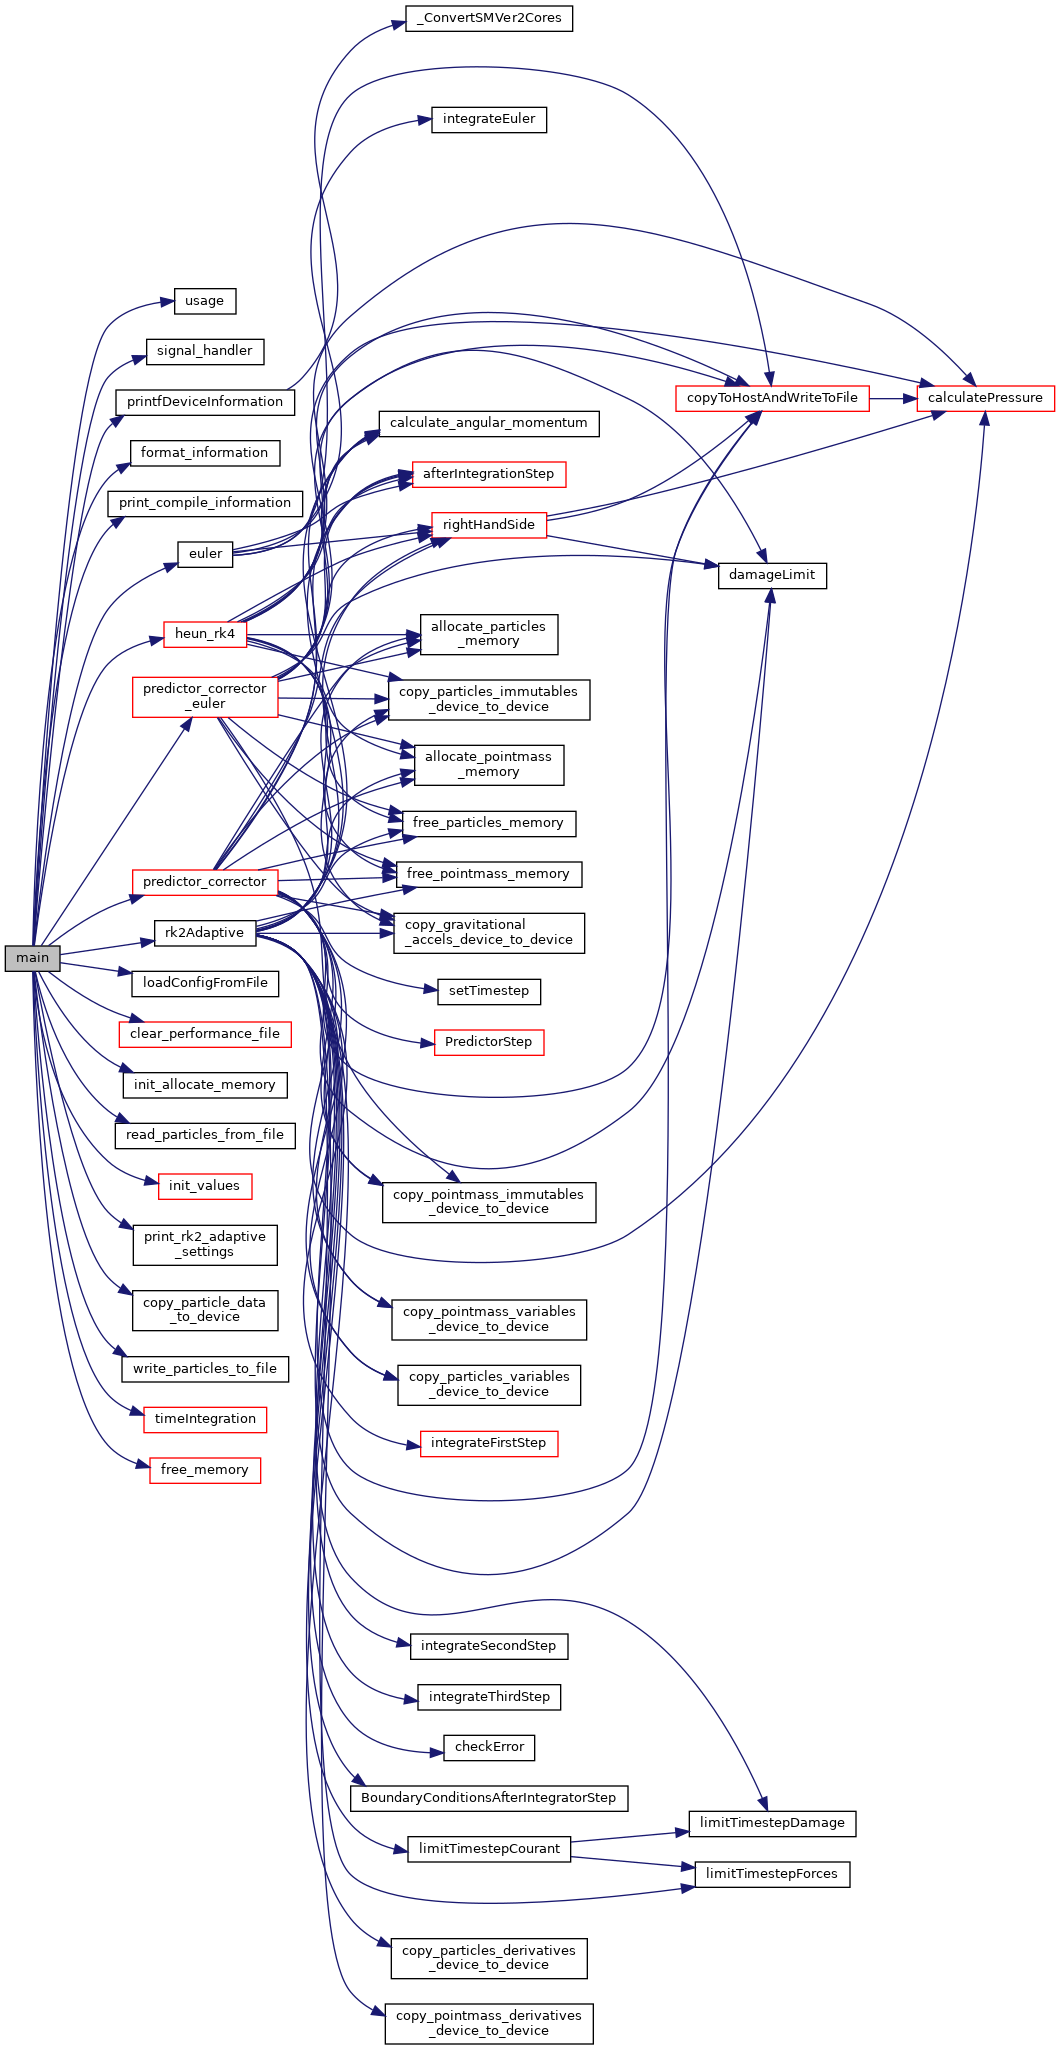 _ConvertSMVer2Cores
integrateEuler
usage
signal_handler
printfDeviceInformation
copyToHostAndWriteToFile
calculatePressure
calculate_angular_momentum
format_information
afterIntegrationStep
print_compile_information
rightHandSide
euler
damageLimit
heun_rk4
allocate_particles
_memory
predictor_corrector
_euler
copy_particles_immutables
_device_to_device
allocate_pointmass
_memory
free_particles_memory
predictor_corrector
free_pointmass_memory
rk2Adaptive
copy_gravitational
_accels_device_to_device
main
loadConfigFromFile
setTimestep
clear_performance_file
PredictorStep
init_allocate_memory
read_particles_from_file
init_values
copy_pointmass_immutables
_device_to_device
print_rk2_adaptive
_settings
copy_particle_data
_to_device
copy_pointmass_variables
_device_to_device
write_particles_to_file
copy_particles_variables
_device_to_device
timeIntegration
integrateFirstStep
free_memory
integrateSecondStep
integrateThirdStep
checkError
BoundaryConditionsAfterIntegratorStep
limitTimestepDamage
limitTimestepCourant
limitTimestepForces
copy_particles_derivatives
_device_to_device
copy_pointmass_derivatives
_device_to_device